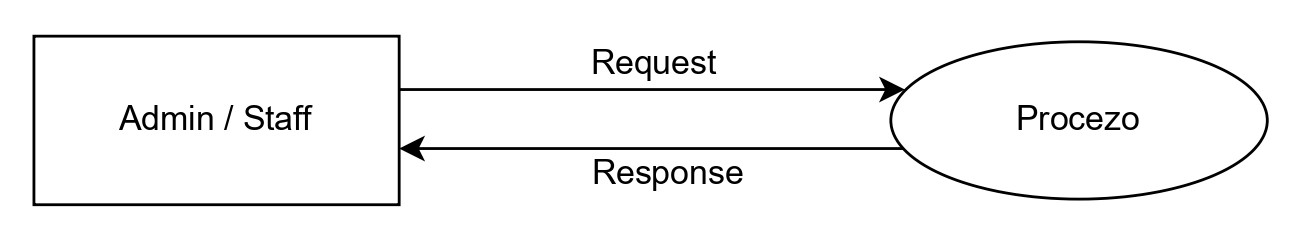 Request
Admin / Staff
Procezo
Response